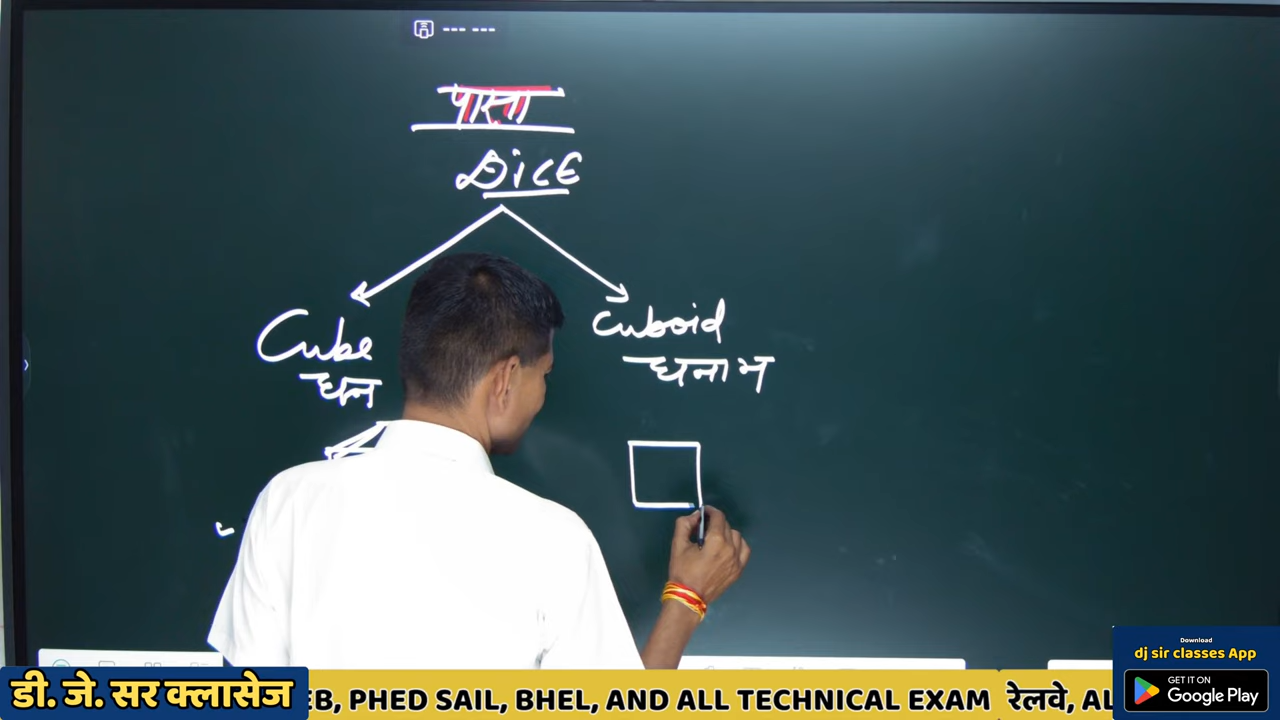 पासा
DiCE
Cube
घन
Cuboid
घनाभ
डी. जे. सर क्लासेज
EB, PHED SAIL, BHEL, AND ALL TECHNICAL EXAM रेलवे, AL
Download
dj sir classes App
GET IT ON
Google Play